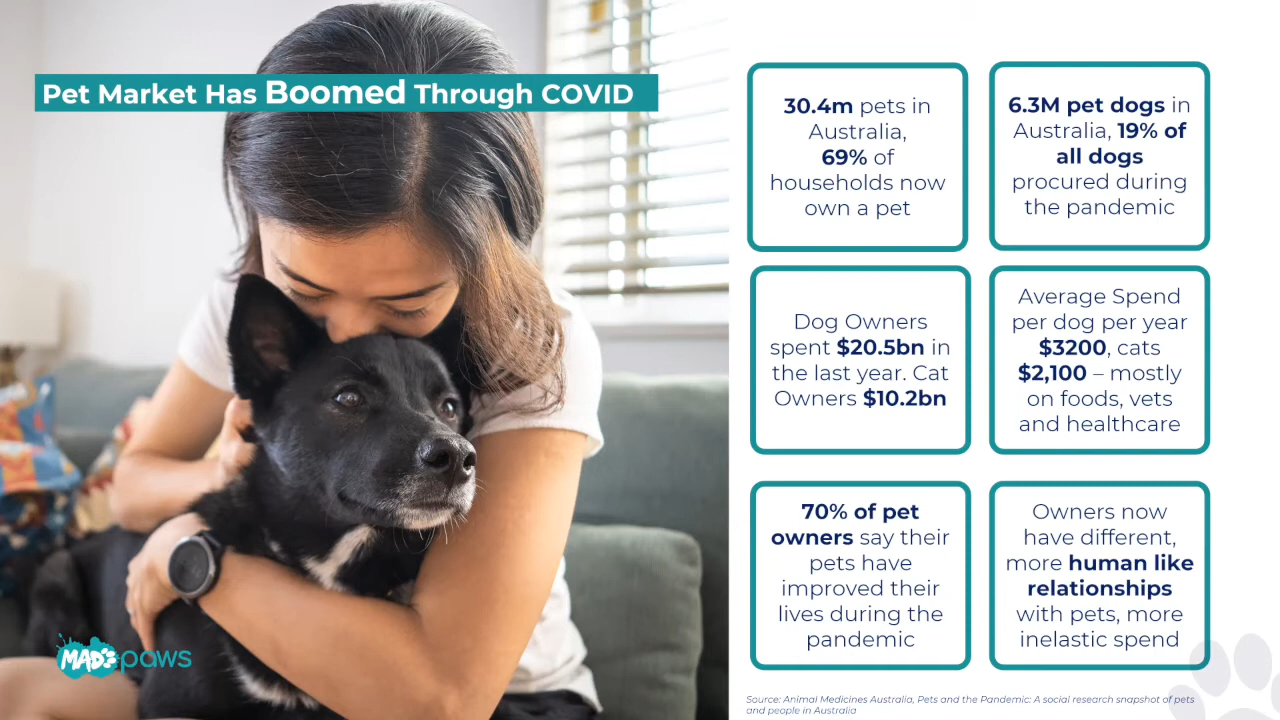 Pet Market Has Boomed Through COVID
30.4m pets in
Australia,
69% of
households now
own a pet
6.3M pet dogs in
Australia, 19% of
all dogs
procured during
the pandemic
Dog Owners
spent $20.5bn in
the last year. Cat
Owners $10.2bn
Average Spend
per dog per year
$3200, cats
$2,100 – mostly
on foods, vets
and healthcare
70% of pet
owners say their
pets have
improved their
lives during the
pandemic
Owners now
have different,
more human like
relationships
with pets, more
inelastic spend
MAD paws
Source: Animal Medicines Australia, Pets and the Pandemic: A social research snapshot of pets
and people in Australia